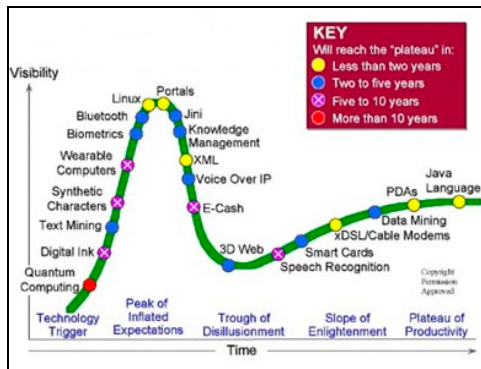 KEY
Will reach the "plateau" in:
Less than two years
Two to five years
Five to 10 years
More than 10 years
Visibility
Linux
Portals
Bluetooth
Jini
Biometrics
Knowledge
Management
Wearable
Computers
XML
Voice Over IP
Synthetic
Characters
E-Cash
Text Mining
Digital Ink
Quantum
Computing
3D Web
Speech Recognition
Smart Cards
xDSL/Cable Modems
Data Mining
PDAs
Java
Language
Copyright
Permission
Approved
Technology
Trigger
Peak of
Inflated
Expectations
Trough of
Disillusionment
Slope of
Enlightenment
Plateau of
Productivity
Time